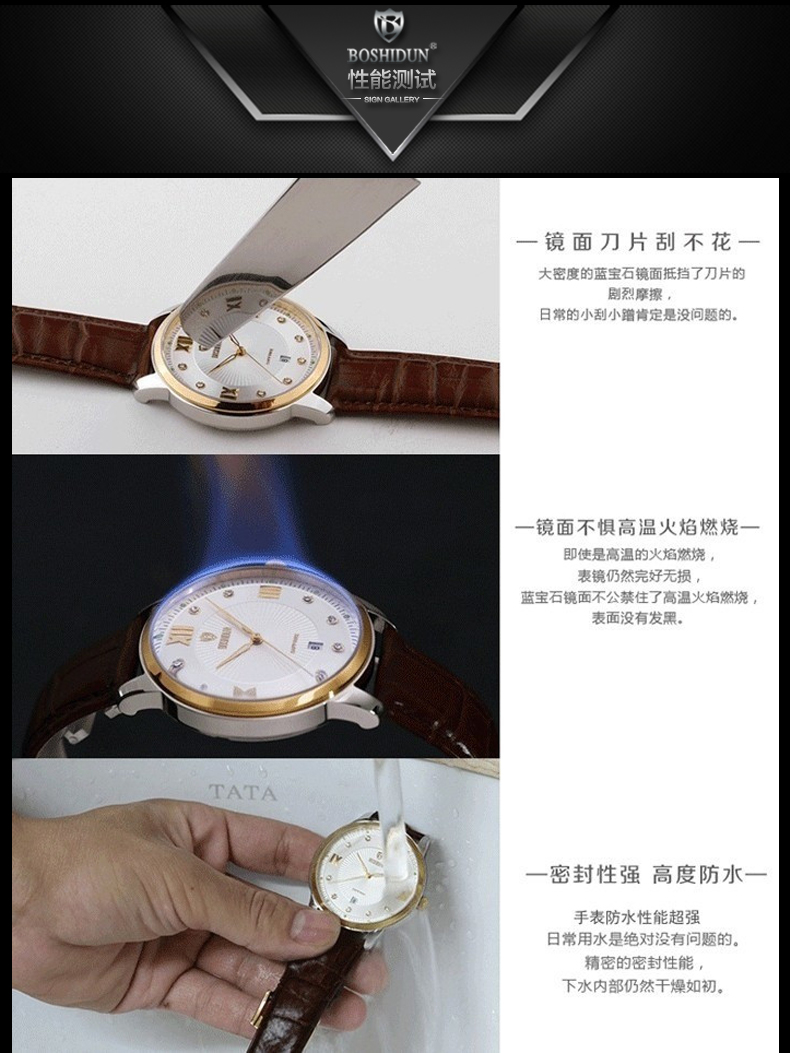 BOSHIDUN®
性能测试
SIGN GALLERY
镜面刀片刮不花
大密度的蓝宝石镜面抵挡了刀片的
剧烈摩擦，
日常的小刮小蹭肯定是没问题的。
镜面不惧高温火焰燃烧
即使是高温的火焰燃烧，
表镜仍然完好无损，
蓝宝石镜面不公禁住了高温火焰燃烧，
表面没有发黑。
TATA
密封性强 高度防水
手表防水性能超强
日常用水是绝对没有问题的。
精密的密封性能，
下水内部仍然干燥如初。